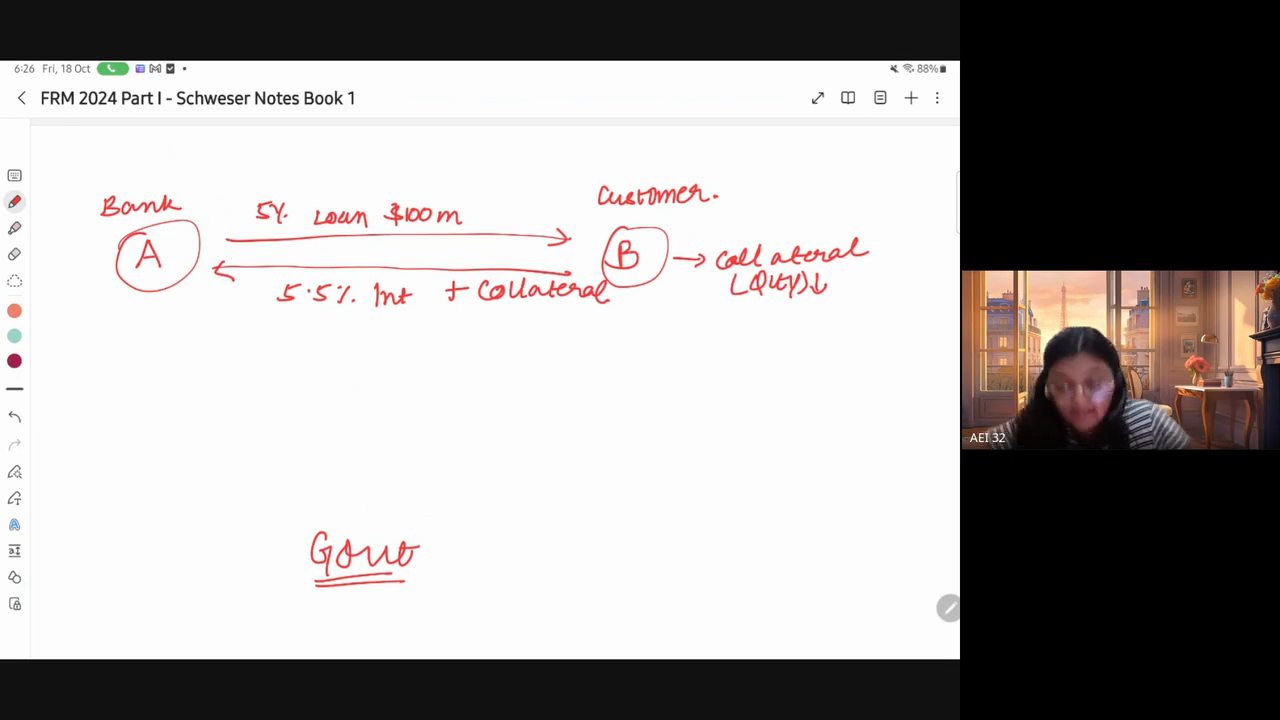 6:26 Fri, 18 Oct
88%
FRM 2024 Part I - Schweser Notes Book 1
Bank
Customer.
5% Loan $100m
A
B → Collateral
(Qlty)↓
5.5% Int + Collateral
Govt
AEI 32